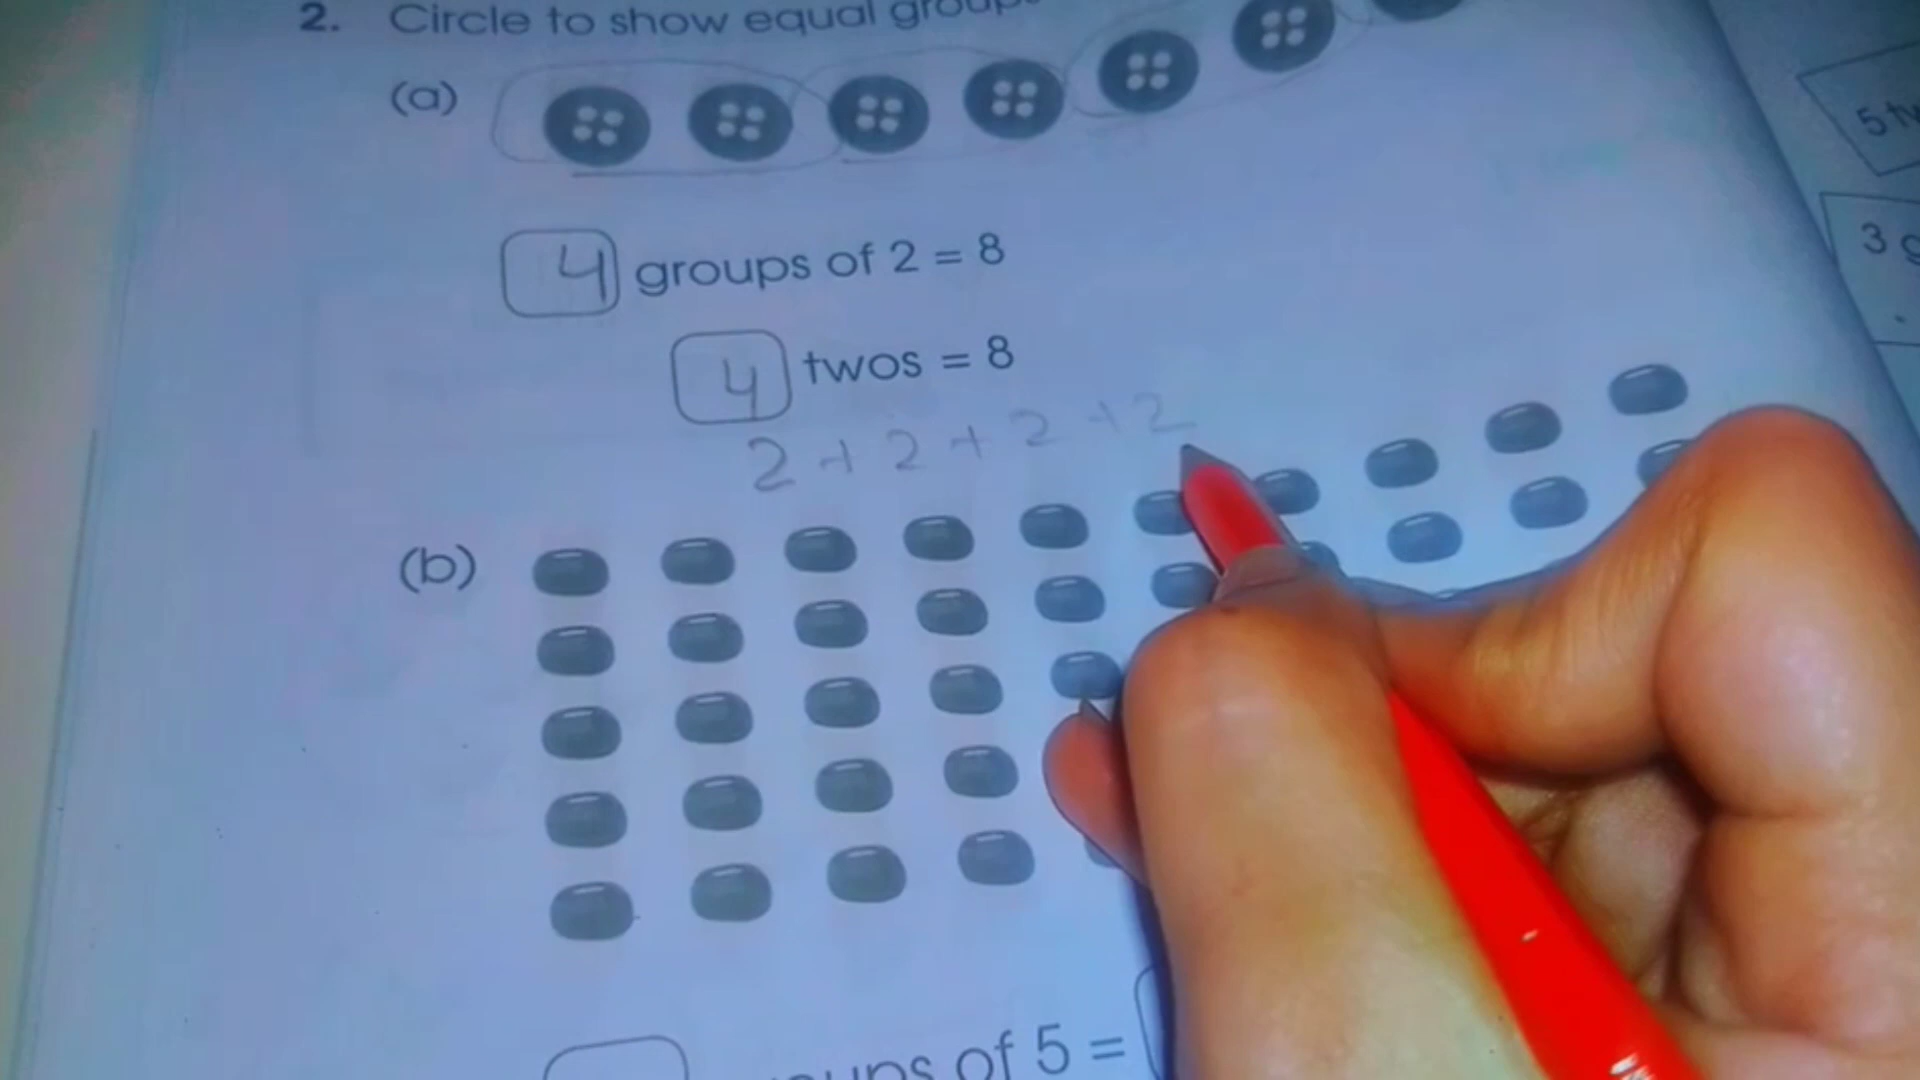 2. Circle to show equal
(a)
4 groups of 2 = 8
4 twos = 8
2 + 2 + 2 + 2
(b)
of 5 =
5
3